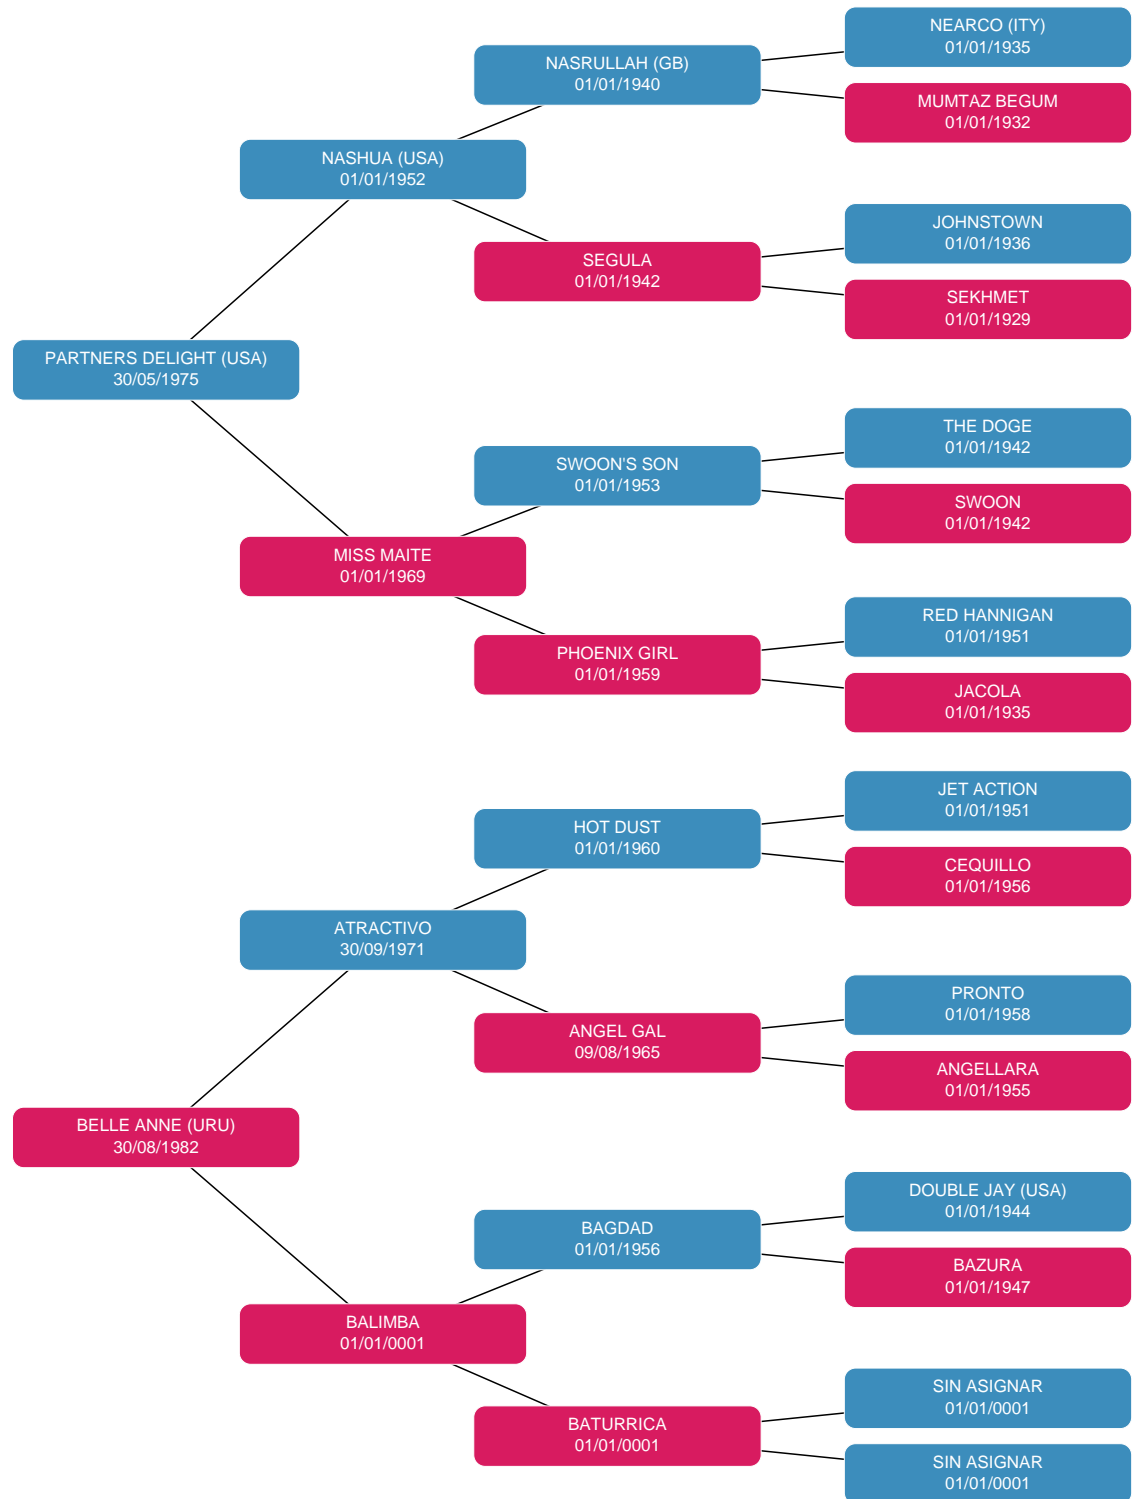 NEARCO (ITY)
01/01/1935
NASRULLAH (GB)
01/01/1940
MUMTAZ BEGUM
01/01/1932
NASHUA (USA)
01/01/1952
JOHNSTOWN
01/01/1936
SEGULA
01/01/1942
SEKHMET
01/01/1929
PARTNERS DELIGHT (USA)
30/05/1975
THE DOGE
01/01/1942
SWOON'S SON
01/01/1953
SWOON
01/01/1942
MISS MAITE
01/01/1969
RED HANNIGAN
01/01/1951
PHOENIX GIRL
01/01/1959
JACOLA
01/01/1935
JET ACTION
01/01/1951
HOT DUST
01/01/1960
CEQUILLO
01/01/1956
ATRACTIVO
30/09/1971
PRONTO
01/01/1958
ANGEL GAL
09/08/1965
ANGELLARA
01/01/1955
BELLE ANNE (URU)
30/08/1982
DOUBLE JAY (USA)
01/01/1944
BAGDAD
01/01/1956
BAZURA
01/01/1947
BALIMBA
01/01/0001
SIN ASIGNAR
01/01/0001
BATURRICA
01/01/0001
SIN ASIGNAR
01/01/0001